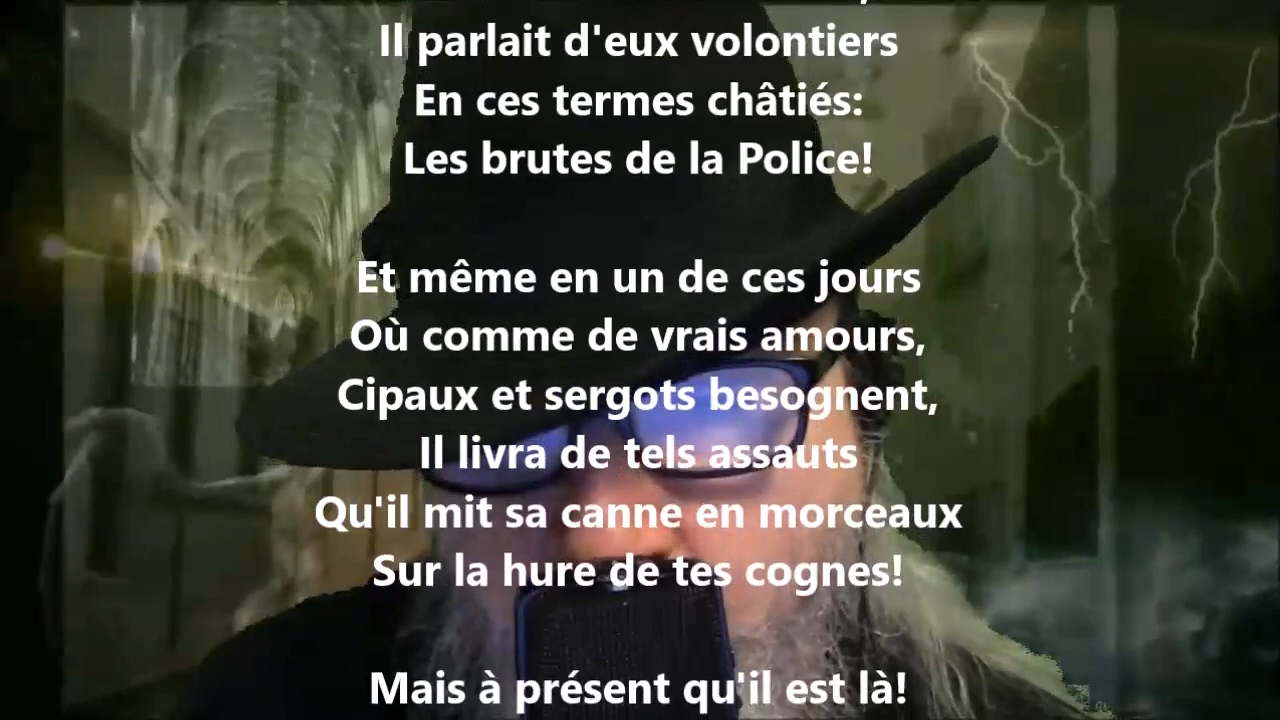 Il parlait d'eux volontiers
En ces termes châtiés:
Les brutes de la Police!
Et même en un de ces jours
Où comme de vrais amours,
Cipaux et sergots besognent,
Il livra de tels assauts
Qu'il mit sa canne en morceaux
Sur la hure de tes cognes!
Mais à présent qu'il est là!